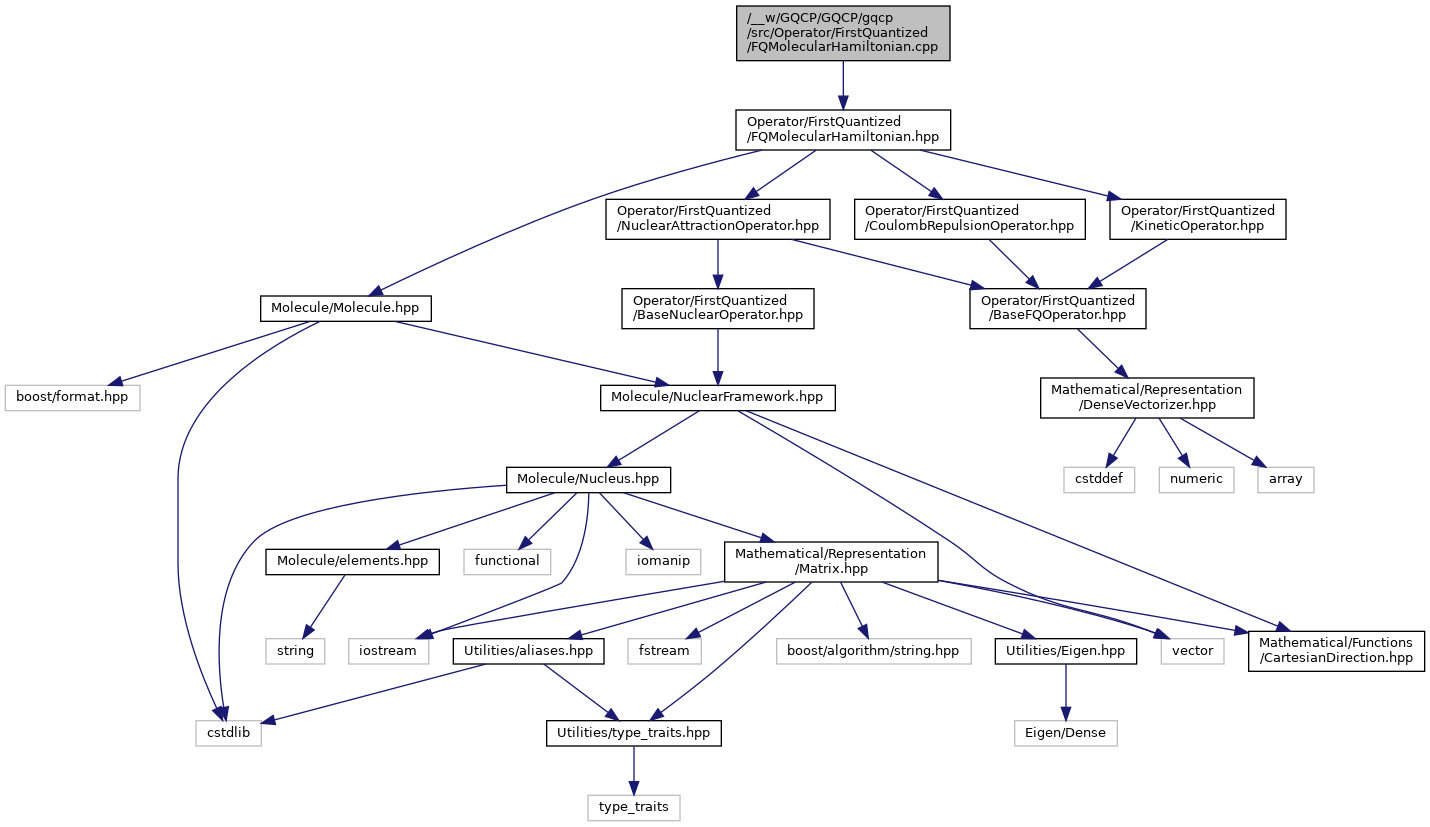 /__w/GQCP/GQCP/gqcp
/src/Operator/FirstQuantized
/FQMolecularHamiltonian.cpp
Operator/FirstQuantized
/FQMolecularHamiltonian.hpp
Operator/FirstQuantized
/NuclearAttractionOperator.hpp
Operator/FirstQuantized
/CoulombRepulsionOperator.hpp
Operator/FirstQuantized
/KineticOperator.hpp
Molecule/Molecule.hpp
Operator/FirstQuantized
/BaseNuclearOperator.hpp
Operator/FirstQuantized
/BaseFQOperator.hpp
boost/format.hpp
Molecule/NuclearFramework.hpp
Mathematical/Representation
/DenseVectorizer.hpp
Molecule/Nucleus.hpp
cstddef
numeric
array
Molecule/elements.hpp
functional
iomanip
Mathematical/Representation
/Matrix.hpp
string
iostream
Utilities/aliases.hpp
fstream
boost/algorithm/string.hpp
Utilities/Eigen.hpp
vector
Mathematical/Functions
/CartesianDirection.hpp
cstdlib
Utilities/type_traits.hpp
Eigen/Dense
type_traits